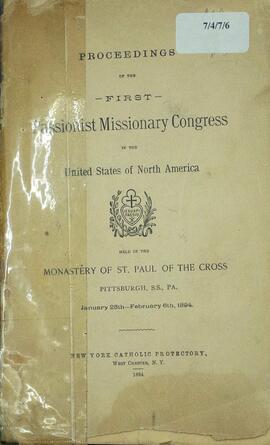 7/4/7/6
PROCEEDINGS
OF THE
—FIRST—
Passionist Missionary Congress
IN THE
United States of North America
HELD IN THE
MONASTERY OF ST. PAUL OF THE CROSS
PITTSBURGH, S.S., PA.
January 25th—February 6th, 1894.
NEW YORK CATHOLIC PROTECTORY,
WEST CHESTER, N. Y.
1894